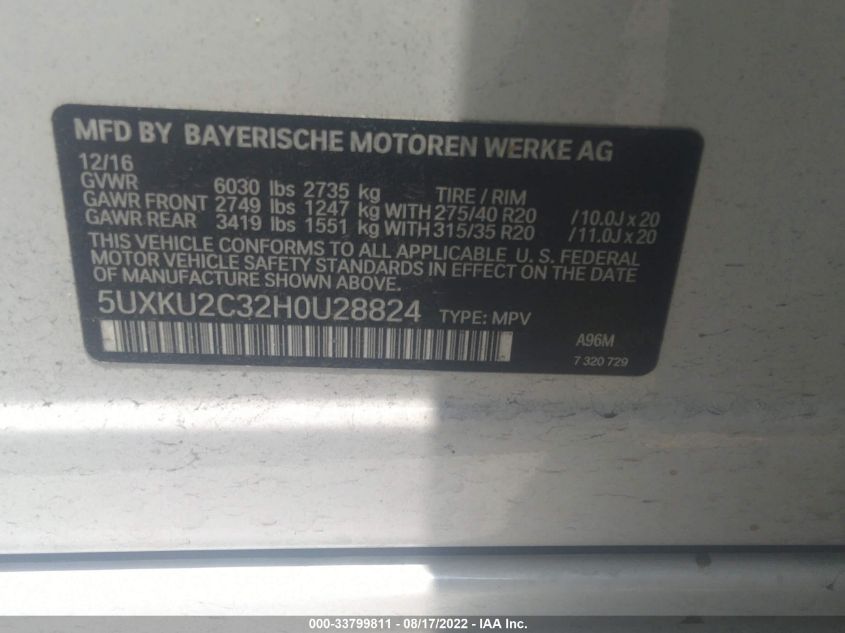 MFD BY BAYERISCHE MOTOREN WERKE AG
12/16
GVWR 6030 lbs 2735 kg TIRE / RIM
GAWR FRONT 2749 lbs 1247 kg WITH 275/40 R20 /10.0J x 20
GAWR REAR 3419 lbs 1551 kg WITH 315/35 R20 /11.0J x 20
THIS VEHICLE CONFORMS TO ALL APPLICABLE U. S. FEDERAL
MOTOR VEHICLE SAFETY STANDARDS IN EFFECT ON THE DATE
OF MANUFACTURE SHOWN ABOVE.
5UXKU2C32H0U28824 TYPE: MPV
A96M
7 320 729
000-33799811 - 08/17/2022 - IAA Inc.